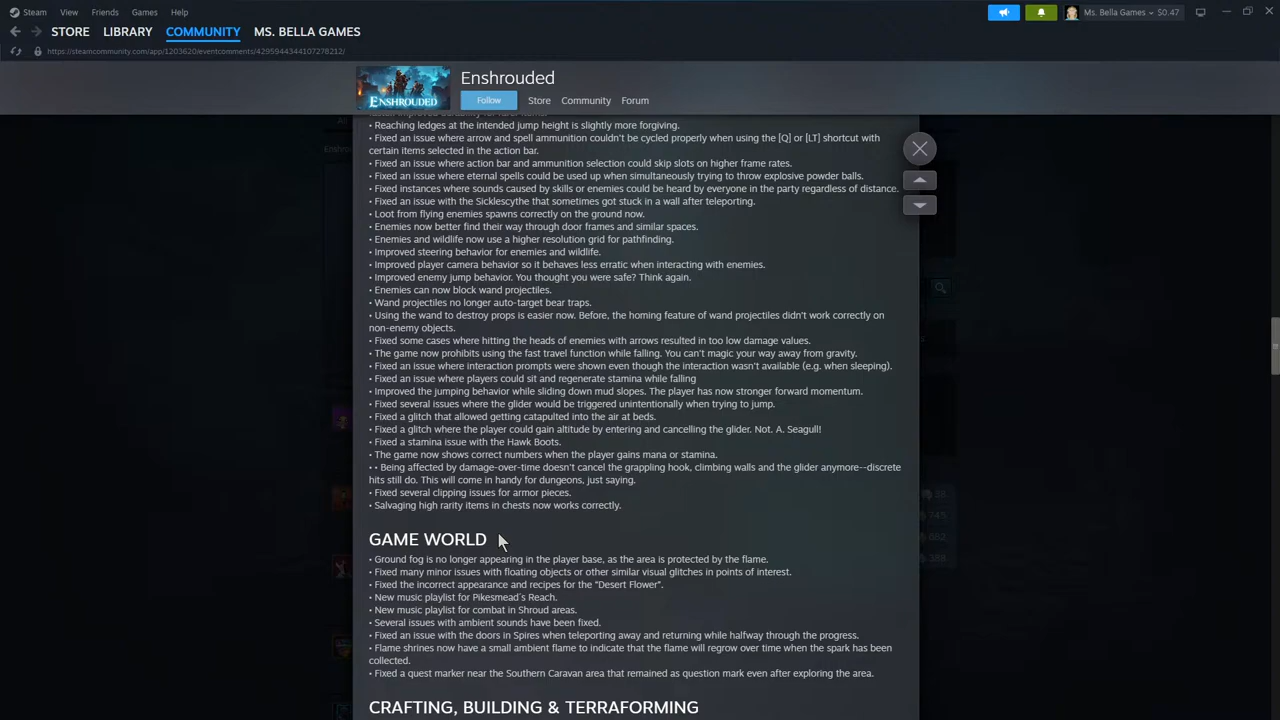 Steam View Friends Games Help
Ms. Bella Games $0.47
STORE LIBRARY COMMUNITY MS. BELLA GAMES
https://steamcommunity.com/app/1203620/eventcomments/4295944344107278212/
Enshrouded
ENSHROUDED
Follow Store Community Forum
• Reaching ledges at the intended jump height is slightly more forgiving.
• Fixed an issue where arrow and spell ammunition couldn't be cycled properly when using the [Q] or [LT] shortcut with
certain items selected in the action bar.
• Fixed an issue where action bar and ammunition selection could skip slots on higher frame rates.
• Fixed an issue where eternal spells could be used up when simultaneously trying to throw explosive powder balls.
• Fixed instances where sounds caused by skills or enemies could be heard by everyone in the party regardless of distance.
• Fixed an issue with the Sicklescythe that sometimes got stuck in a wall after teleporting.
• Loot from flying enemies spawns correctly on the ground now.
• Enemies now better find their way through door frames and similar spaces.
• Enemies and wildlife now use a higher resolution grid for pathfinding.
• Improved steering behavior for enemies and wildlife.
• Improved player camera behavior so it behaves less erratic when interacting with enemies.
• Improved enemy jump behavior. You thought you were safe? Think again.
• Enemies can now block wand projectiles.
• Wand projectiles no longer auto-target bear traps.
• Using the wand to destroy props is easier now. Before, the homing feature of wand projectiles didn't work correctly on
non-enemy objects.
• Fixed some cases where hitting the heads of enemies with arrows resulted in too low damage values.
• The game now prohibits using the fast travel function while falling. You can't magic your way away from gravity.
• Fixed an issue where interaction prompts were shown even though the interaction wasn't available (e.g. when sleeping).
• Fixed an issue where players could sit and regenerate stamina while falling
• Improved the jumping behavior while sliding down mud slopes. The player has now stronger forward momentum.
• Fixed several issues where the glider would be triggered unintentionally when trying to jump.
• Fixed a glitch that allowed getting catapulted into the air at beds.
• Fixed a glitch where the player could gain altitude by entering and cancelling the glider. Not. A. Seagull!
• Fixed a stamina issue with the Hawk Boots.
• The game now shows correct numbers when the player gains mana or stamina.
• • Being affected by damage-over-time doesn't cancel the grappling hook, climbing walls and the glider anymore--discrete
hits still do. This will come in handy for dungeons, just saying.
• Fixed several clipping issues for armor pieces.
• Salvaging high rarity items in chests now works correctly.
GAME WORLD
• Ground fog is no longer appearing in the player base, as the area is protected by the flame.
• Fixed many minor issues with floating objects or other similar visual glitches in points of interest.
• Fixed the incorrect appearance and recipes for the "Desert Flower".
• New music playlist for Pikesmead´s Reach.
• New music playlist for combat in Shroud areas.
• Several issues with ambient sounds have been fixed.
• Fixed an issue with the doors in Spires when teleporting away and returning while halfway through the progress.
• Flame shrines now have a small ambient flame to indicate that the flame will regrow over time when the spark has been
collected.
• Fixed a quest marker near the Southern Caravan area that remained as question mark even after exploring the area.
CRAFTING, BUILDING & TERRAFORMING